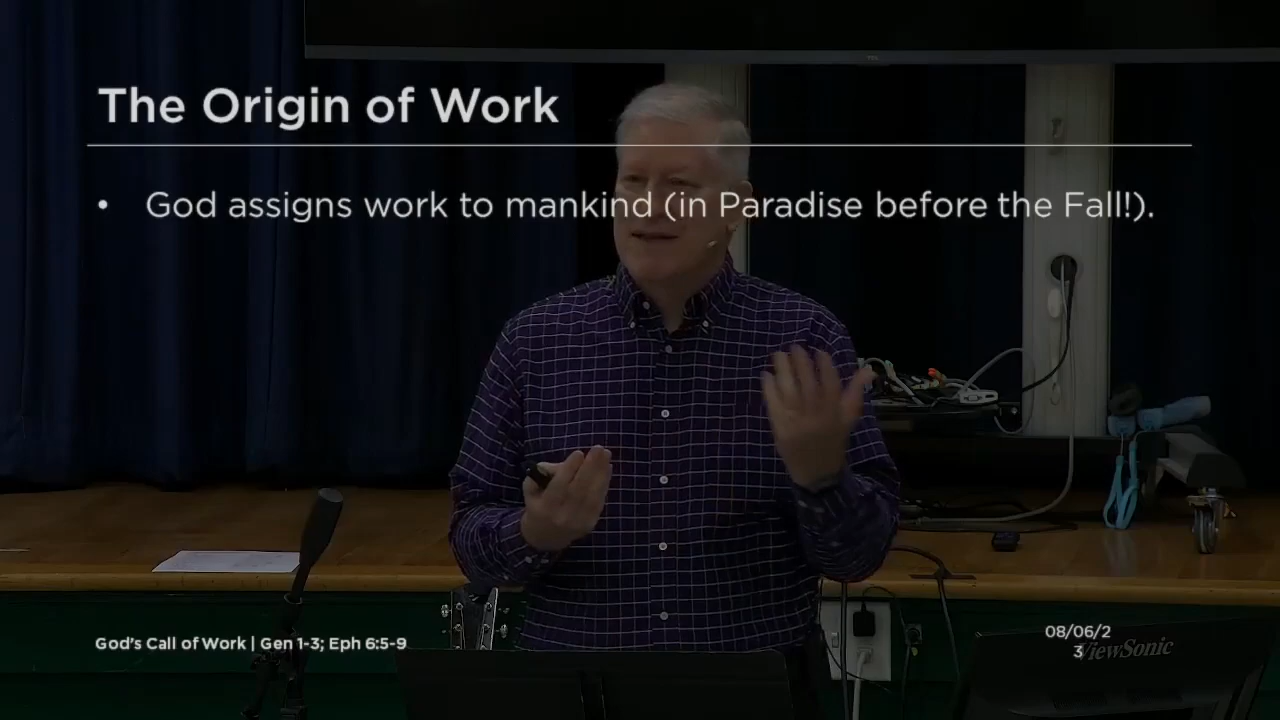 The Origin of Work
• God assigns work to mankind (in Paradise before the Fall!).
God's Call of Work | Gen 1-3; Eph 6:5-9
08/06/2
3
ViewSonic